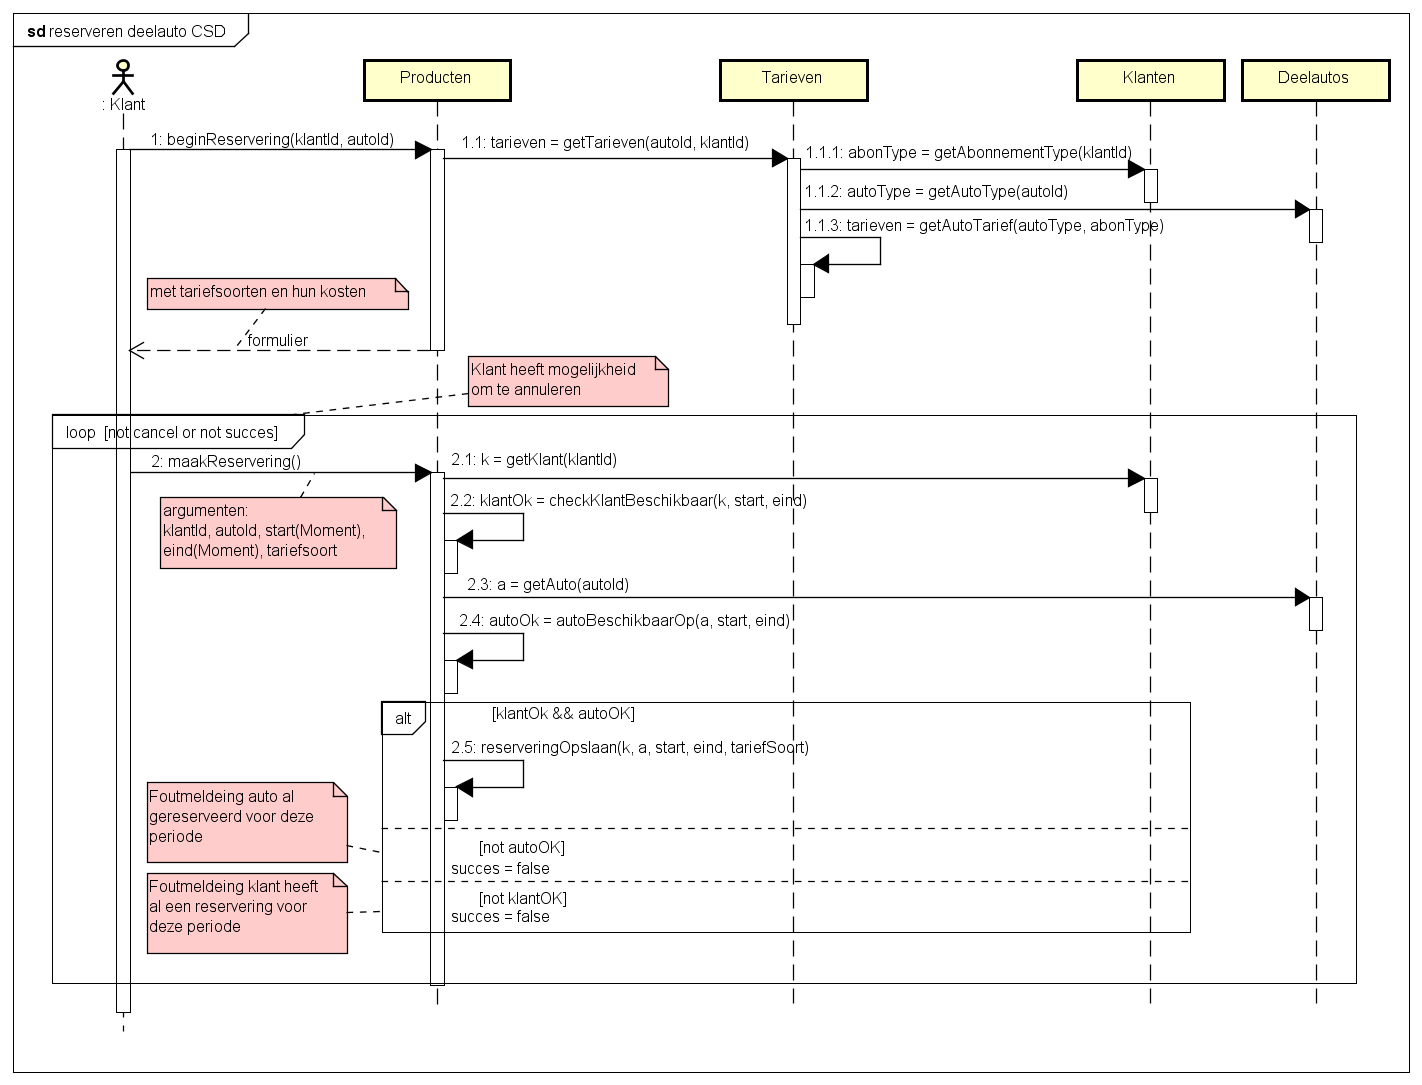 sd reserveren deelauto CSD
Producten
Tarieven
Klanten
Deelautos
: Klant
1: beginReservering(klantId, autoId)
1.1: tarieven = getTarieven(autoId, klantId)
1.1.1: abonType = getAbonnementType(klantId)
1.1.2: autoType = getAutoType(autoId)
1.1.3: tarieven = getAutoTarief(autoType, abonType)
met tariefsoorten en hun kosten
formulier
Klant heeft mogelijkheid
om te annuleren
loop [not cancel or not succes]
2: maakReservering()
2.1: k = getKlant(klantId)
2.2: klantOk = checkKlantBeschikbaar(k, start, eind)
argumenten:
klantId, autoId, start(Moment),
eind(Moment), tariefsoort
2.3: a = getAuto(autoId)
2.4: autoOk = autoBeschikbaarOp(a, start, eind)
alt
[klantOk && autoOK]
2.5: reserveringOpslaan(k, a, start, eind, tariefSoort)
Foutmeldeing auto al
gereserveerd voor deze
periode
[not autoOK]
succes = false
Foutmeldeing klant heeft
al een reservering voor
deze periode
[not klantOK]
succes = false